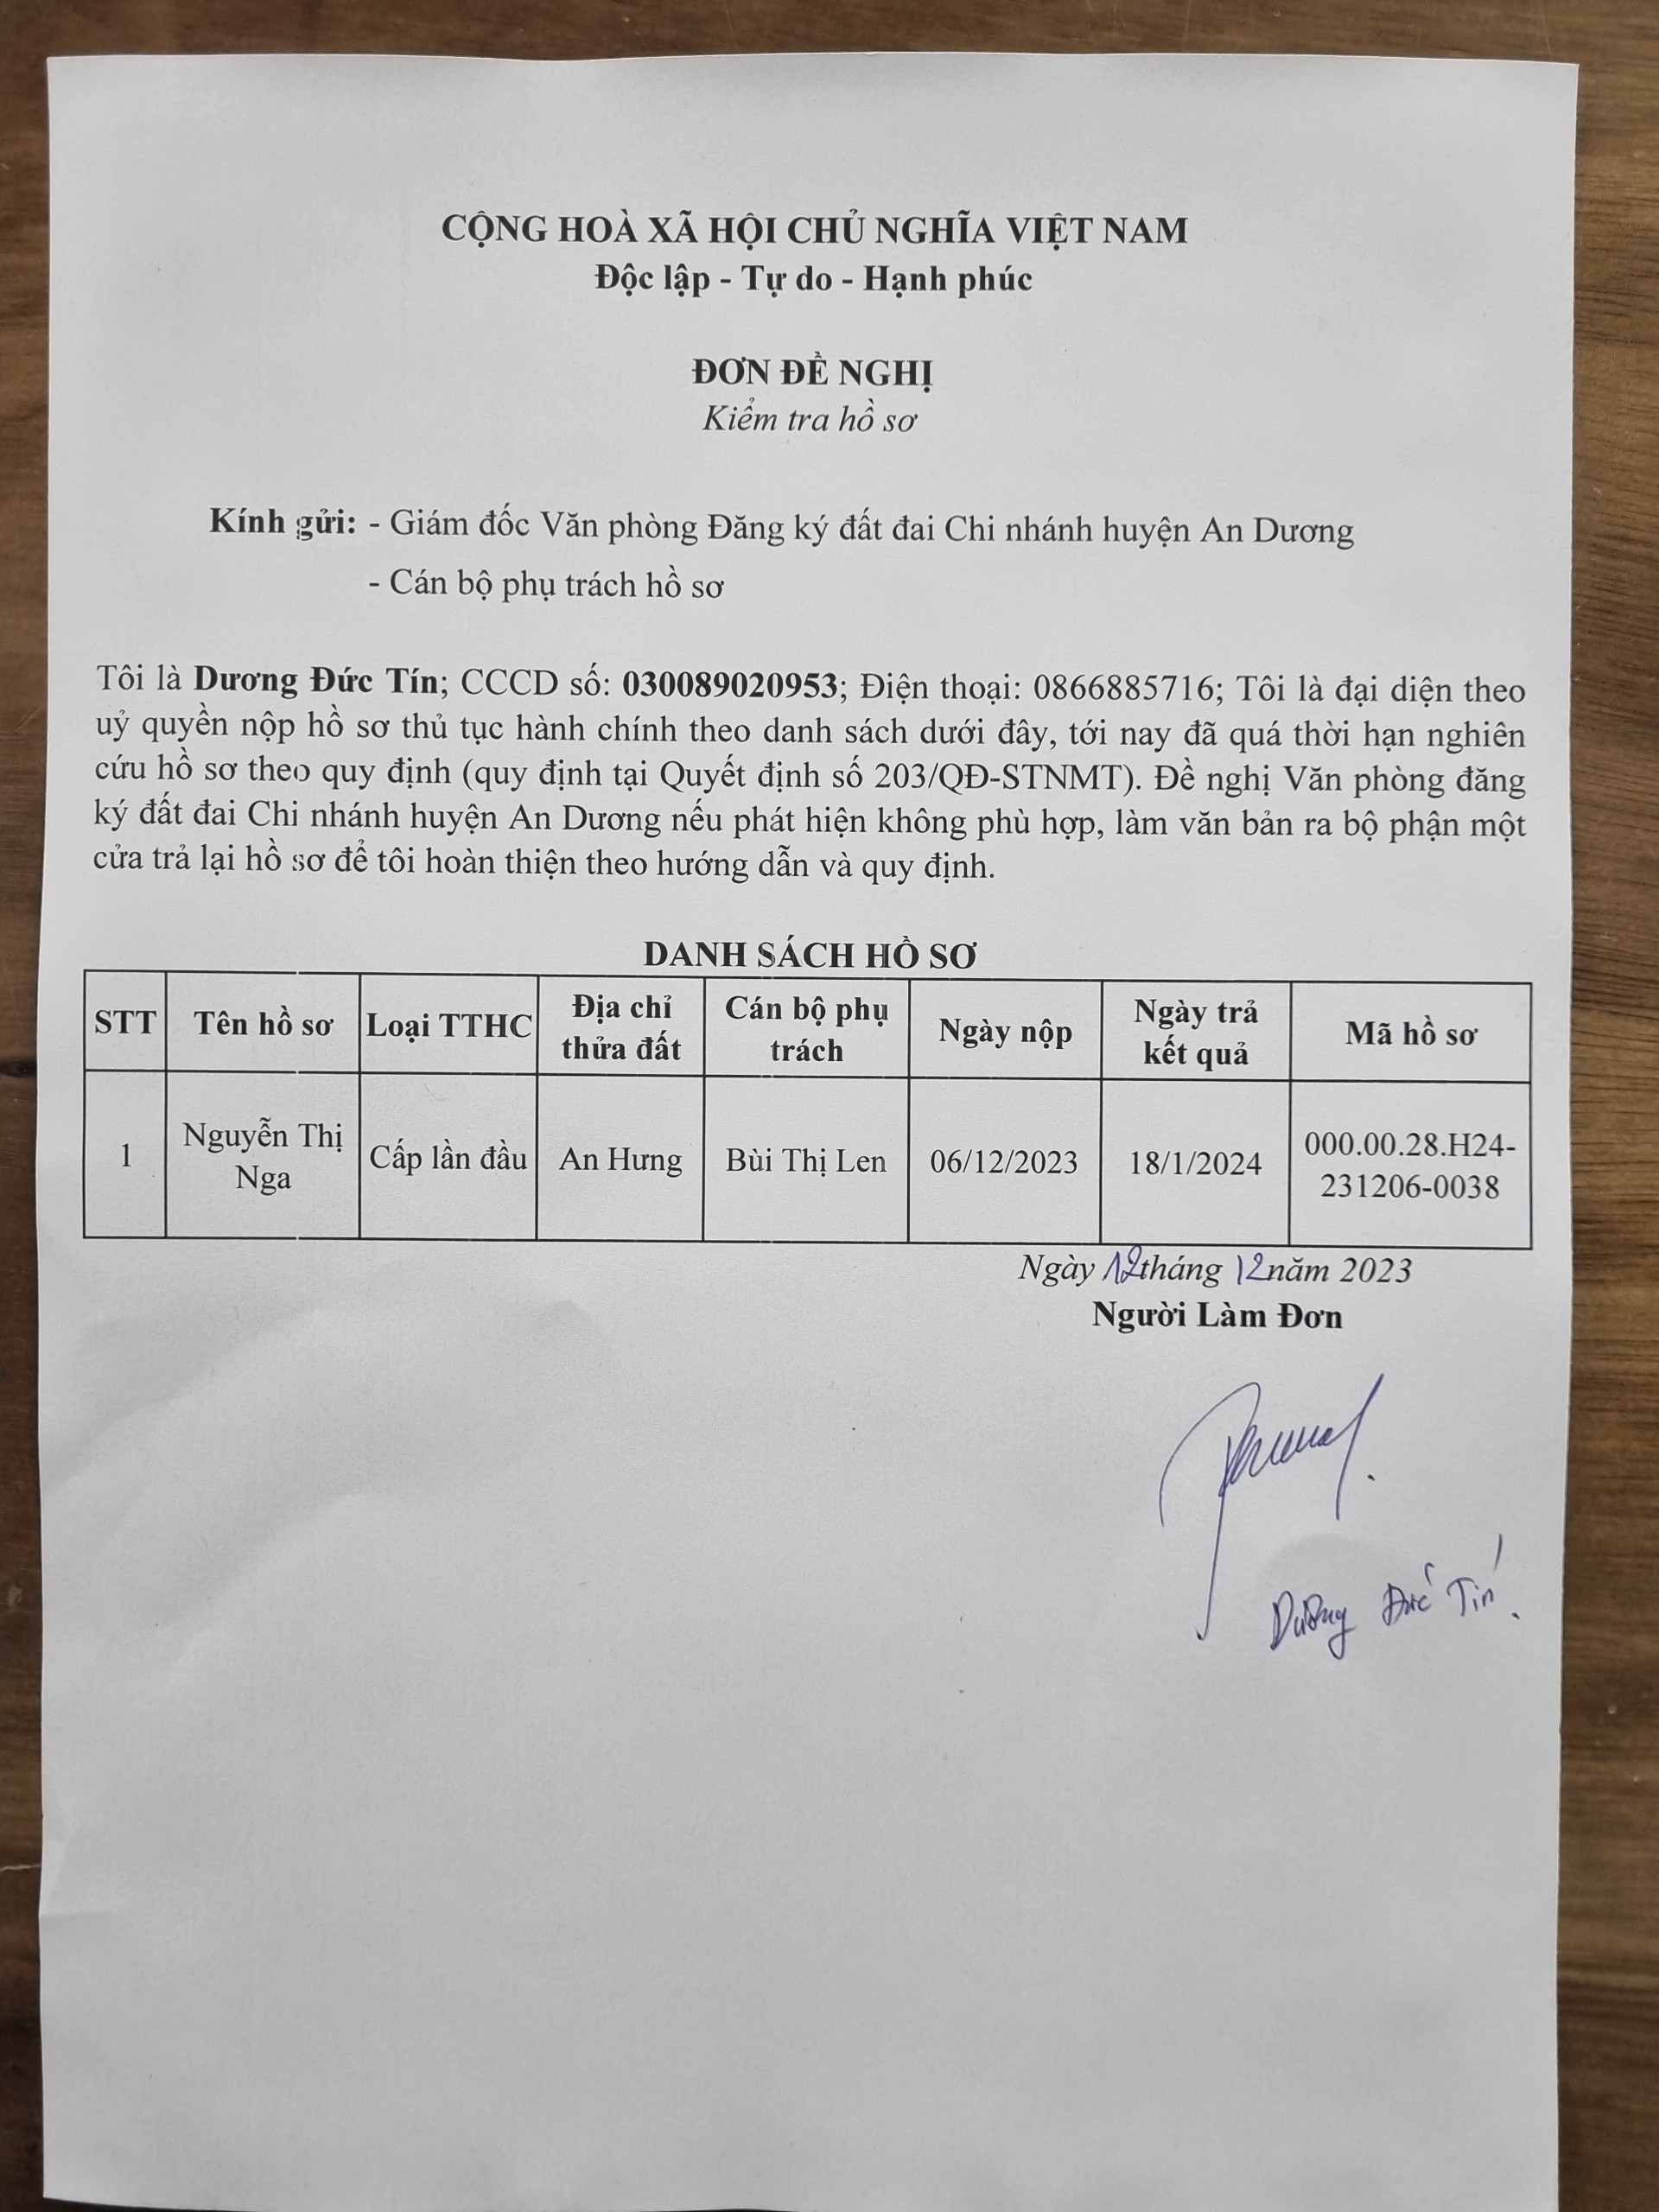 CỘNG HOÀ XÃ HỘI CHỦ NGHĨA VIỆT NAM
Độc lập - Tự do - Hạnh phúc
ĐƠN ĐỀ NGHỊ
Kiểm tra hồ sơ
Kính gửi: - Giám đốc Văn phòng Đăng ký đất đai Chi nhánh huyện An Dương
- Cán bộ phụ trách hồ sơ
Tôi là Dương Đức Tín; CCCD số: 030089020953; Điện thoại: 0866885716; Tôi là đại diện theo
uỷ quyền nộp hồ sơ thủ tục hành chính theo danh sách dưới đây, tới nay đã quá thời hạn nghiên
cứu hồ sơ theo quy định (quy định tại Quyết định số 203/QĐ-STNMT). Đề nghị Văn phòng đăng
ký đất đai Chi nhánh huyện An Dương nếu phát hiện không phù hợp, làm văn bản ra bộ phận một
cửa trả lại hồ sơ để tôi hoàn thiện theo hướng dẫn và quy định.
DANH SÁCH HỒ SƠ
STT Tên hồ sơ Loại TTHC Địa chỉ thửa đất Cán bộ phụ trách Ngày nộp Ngày trả kết quả Mã hồ sơ
1 Nguyễn Thị Nga Cấp lần đầu An Hưng Bùi Thị Len 06/12/2023 18/1/2024 000.00.28.H24-231206-0038
Ngày 12 tháng 12 năm 2023
Người Làm Đơn
Dương Đức Tín